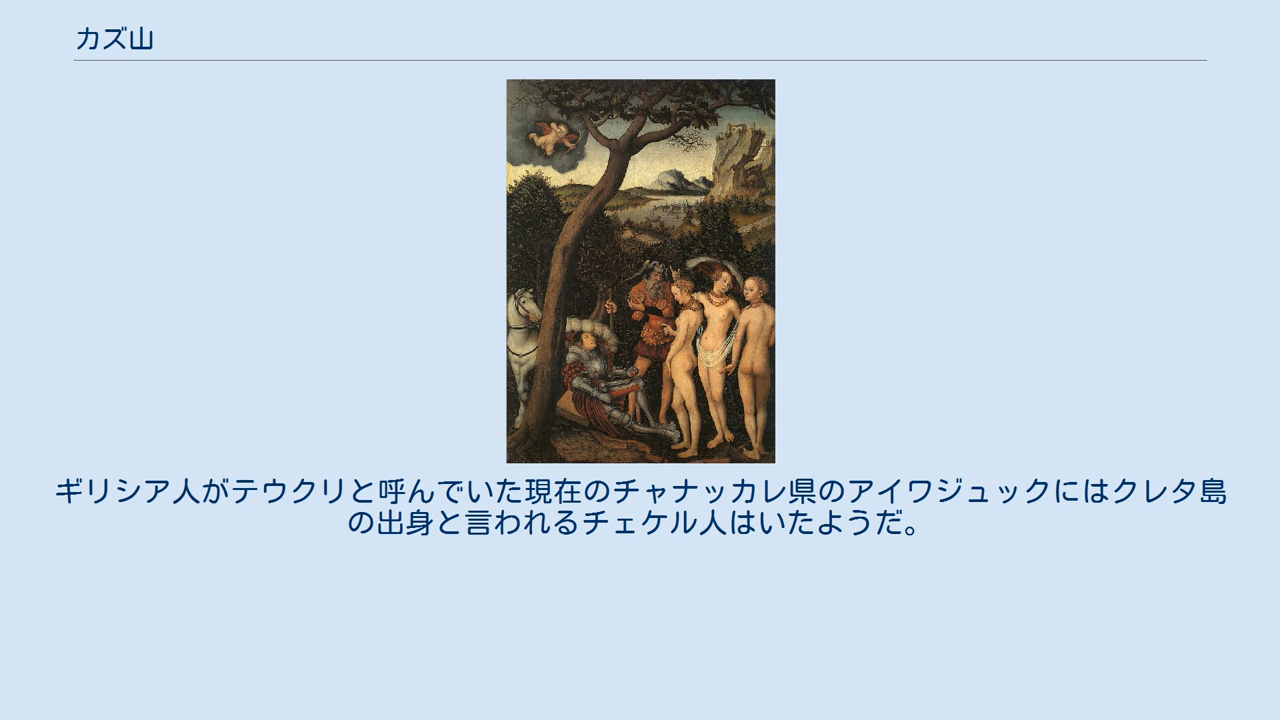 カズ山
ギリシア人がテウクリと呼んでいた現在のチャナッカレ県のアイワジュックにはクレタ島
の出身と言われるチェケル人はいたようだ。